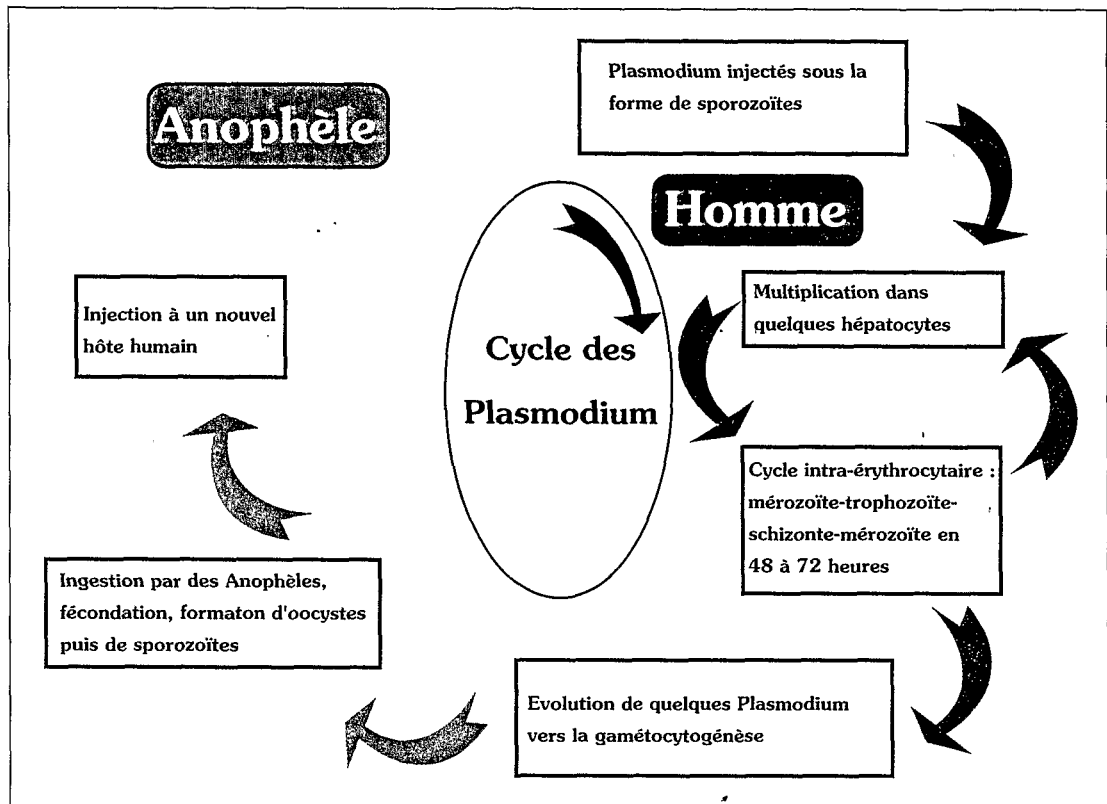 Anophèle
Plasmodium injectés sous la
forme de sporozoïtes
Homme
Injection à un nouvel
hôte humain
Cycle des
Plasmodium
Multiplication dans
quelques hépatocytes
Cycle intra-érythrocytaire :
mérozoïte-trophozoïte-
schizonte-mérozoïte en
48 à 72 heures
Ingestion par des Anophèles,
fécondation, formaton d'oocystes
puis de sporozoïtes
Evolution de quelques Plasmodium
vers la gamétocytogénèse